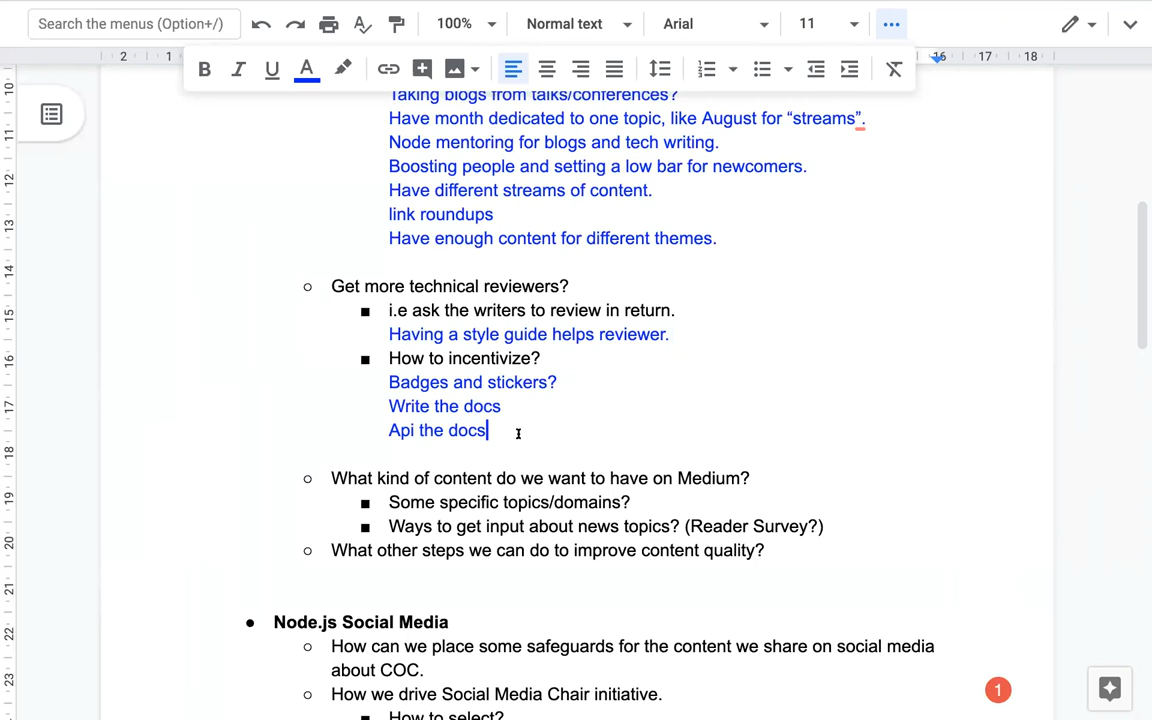 Search the menus (Option+/)
100%
Normal text
Arial
11
2 1 16 17 18
B I U A
Taking blogs from talks/conferences?
Have month dedicated to one topic, like August for “streams”.
Node mentoring for blogs and tech writing.
Boosting people and setting a low bar for newcomers.
Have different streams of content.
link roundups
Have enough content for different themes.
Get more technical reviewers?
i.e ask the writers to review in return.
Having a style guide helps reviewer.
How to incentivize?
Badges and stickers?
Write the docs
Api the docs
What kind of content do we want to have on Medium?
Some specific topics/domains?
Ways to get input about news topics? (Reader Survey?)
What other steps we can do to improve content quality?
Node.js Social Media
How can we place some safeguards for the content we share on social media
about COC.
How we drive Social Media Chair initiative.
How to select?
1
10
11
12
13
14
15
16
17
18
19
20
21
22
23